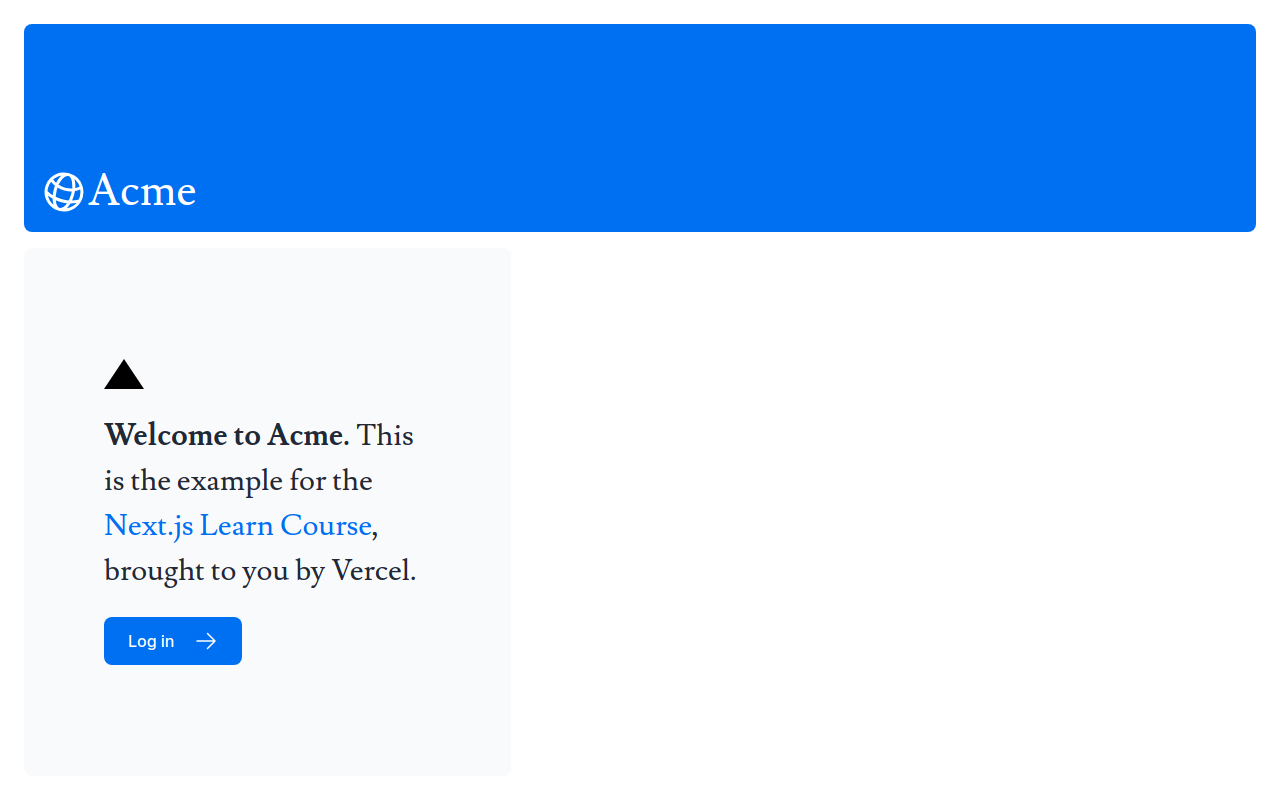 Acme
Welcome to Acme. This
is the example for the
Next.js Learn Course,
brought to you by Vercel.
Log in